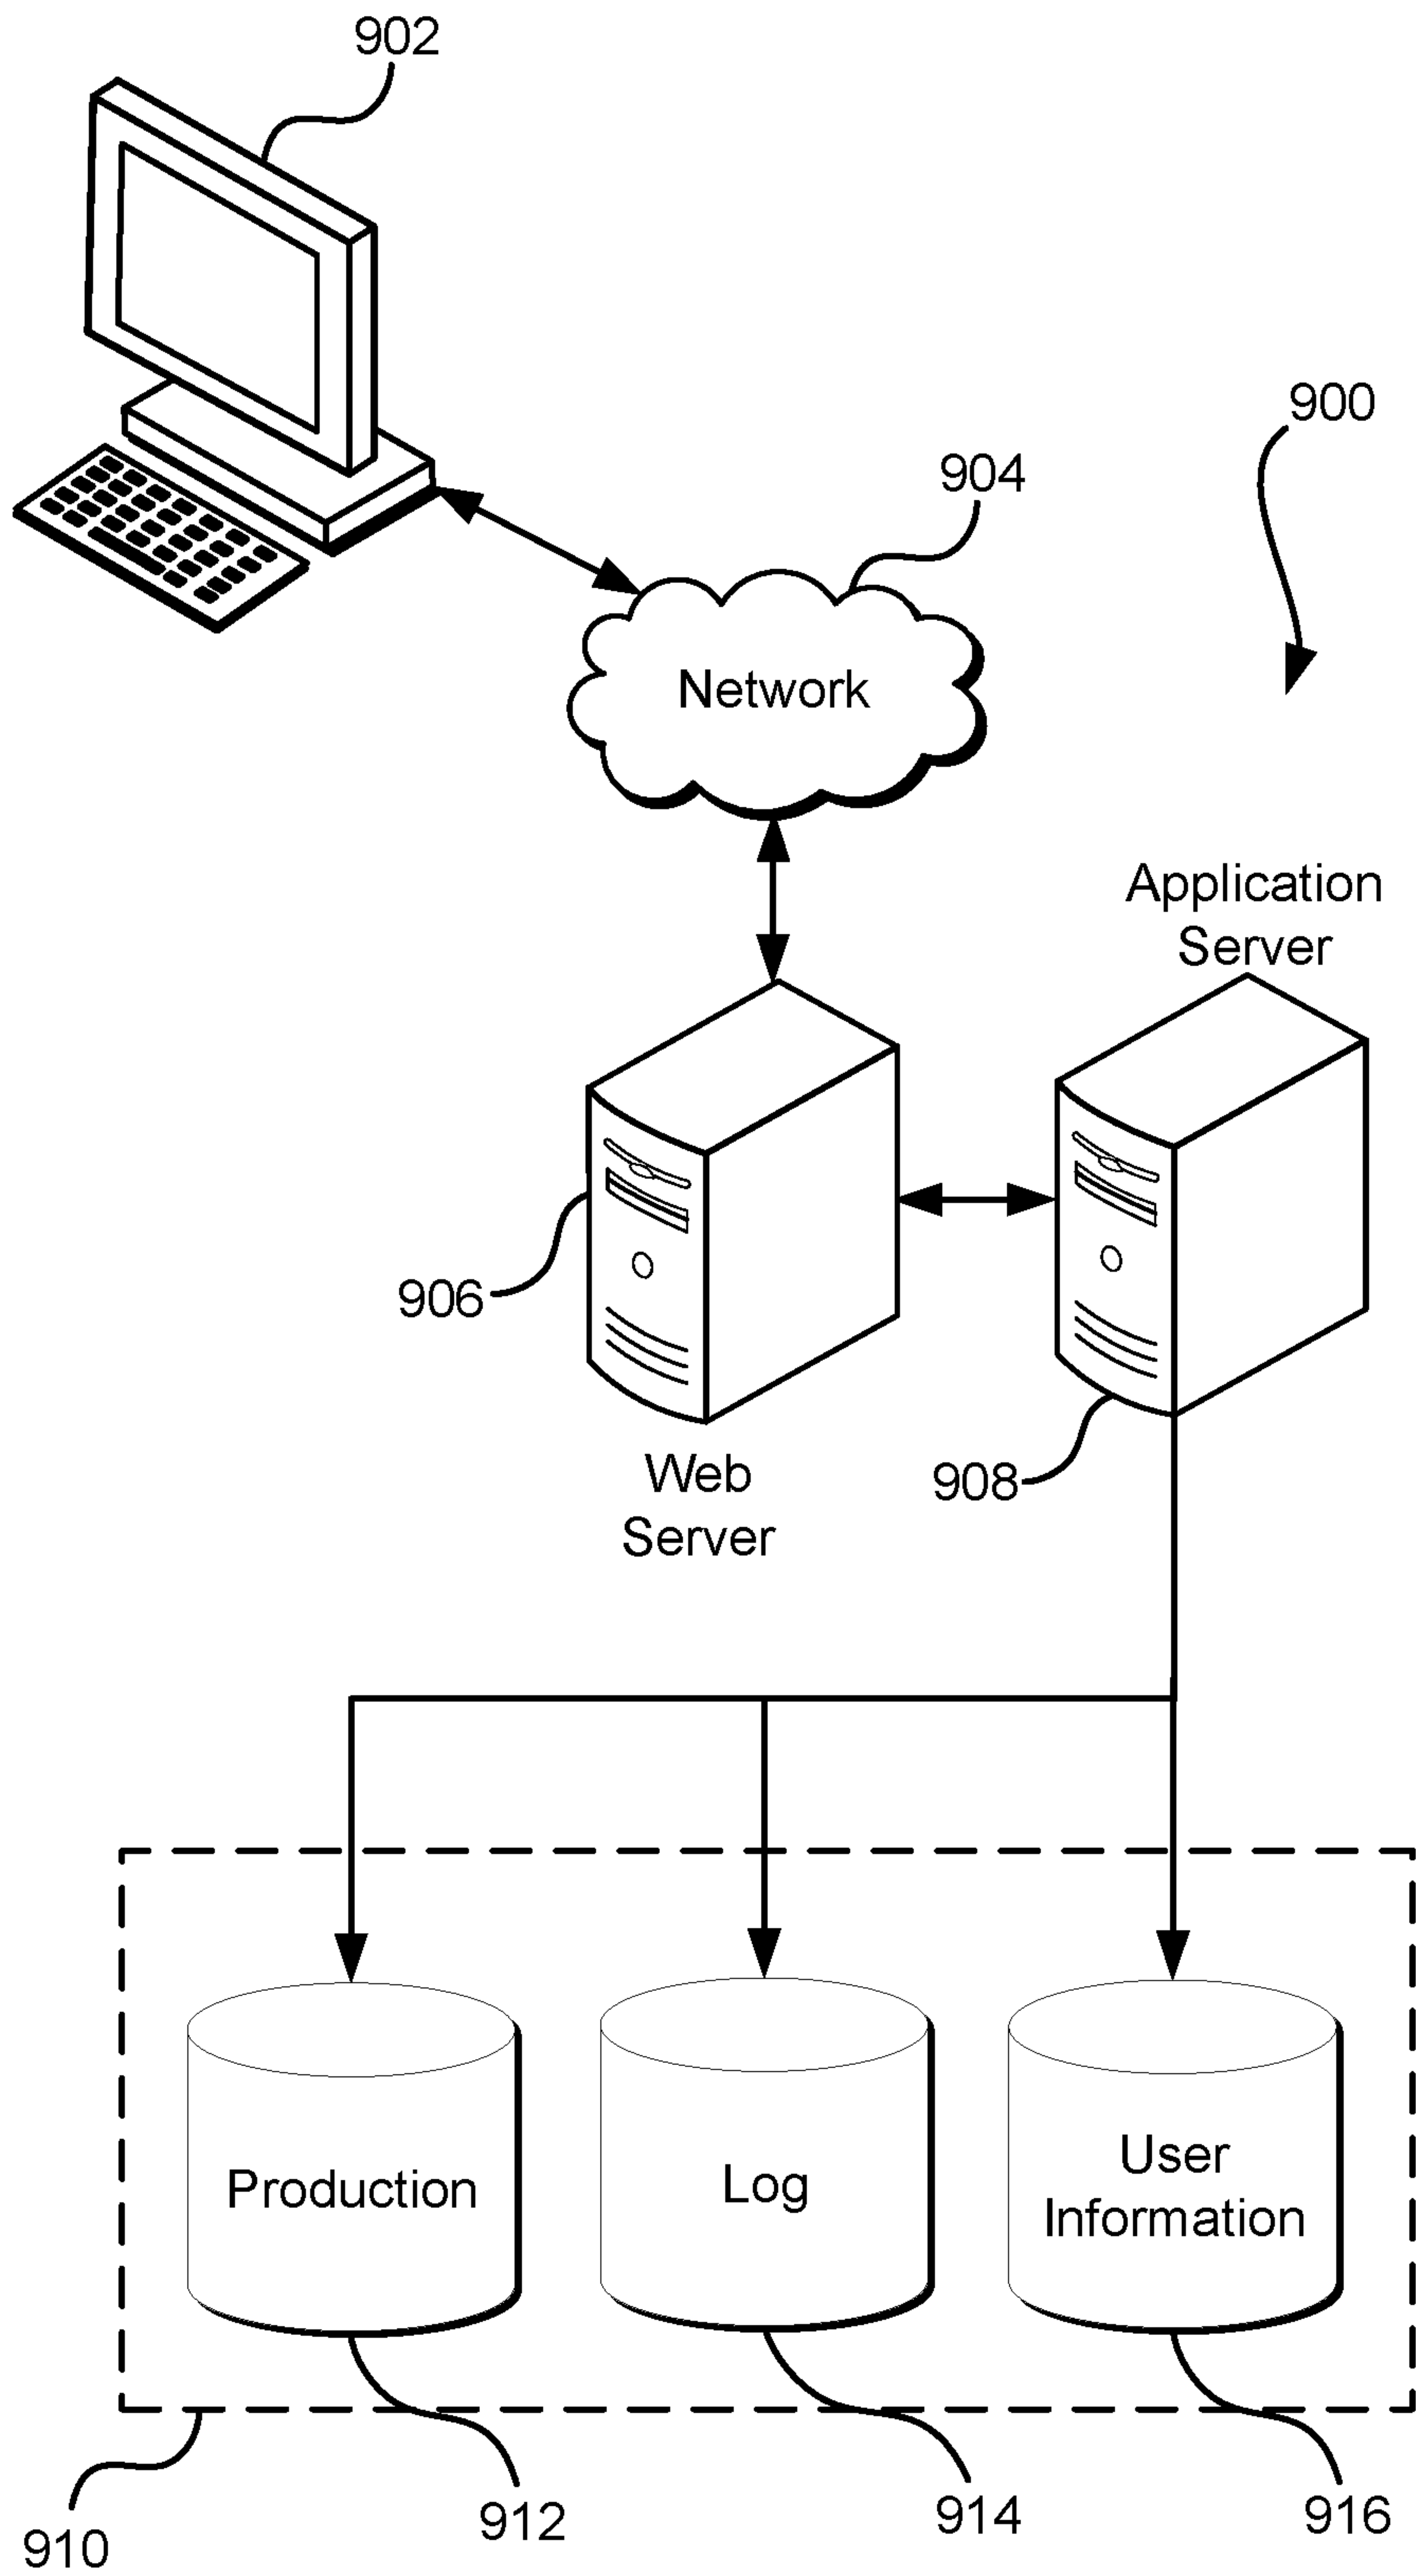 902
900
904
Network
Application
Server
906
Web
Server
908
Production
Log
User
Information
910
912
914
916